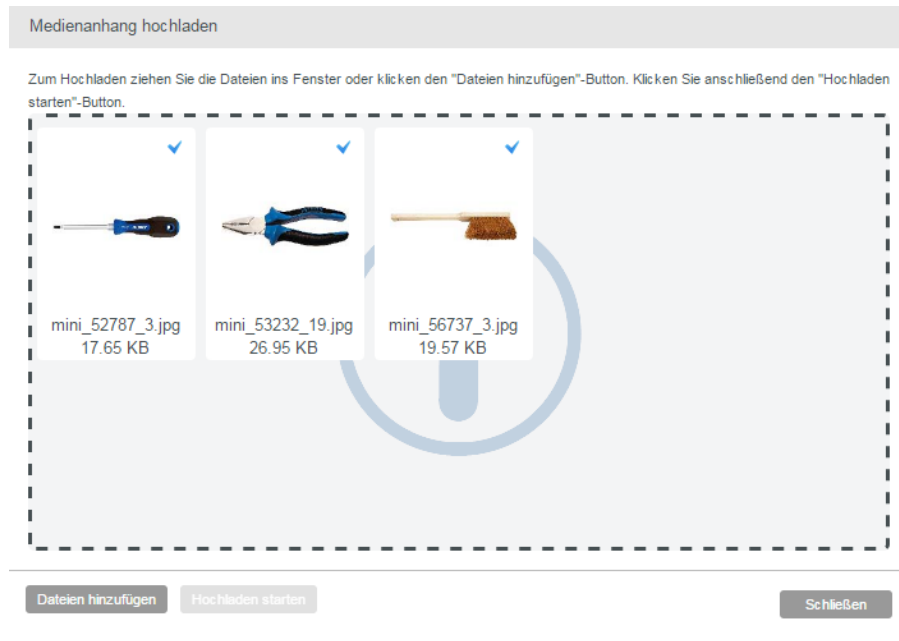 Medienanhang hochladen
Zum Hochladen ziehen Sie die Dateien ins Fenster oder klicken den "Dateien hinzufügen"-Button. Klicken Sie anschließend den "Hochladen
starten"-Button.
mini_52787_3.jpg
17.65 KB
mini_53232_19.jpg
26.95 KB
mini_56737_3.jpg
19.57 KB
Dateien hinzufügen
Hochladen starten
Schließen